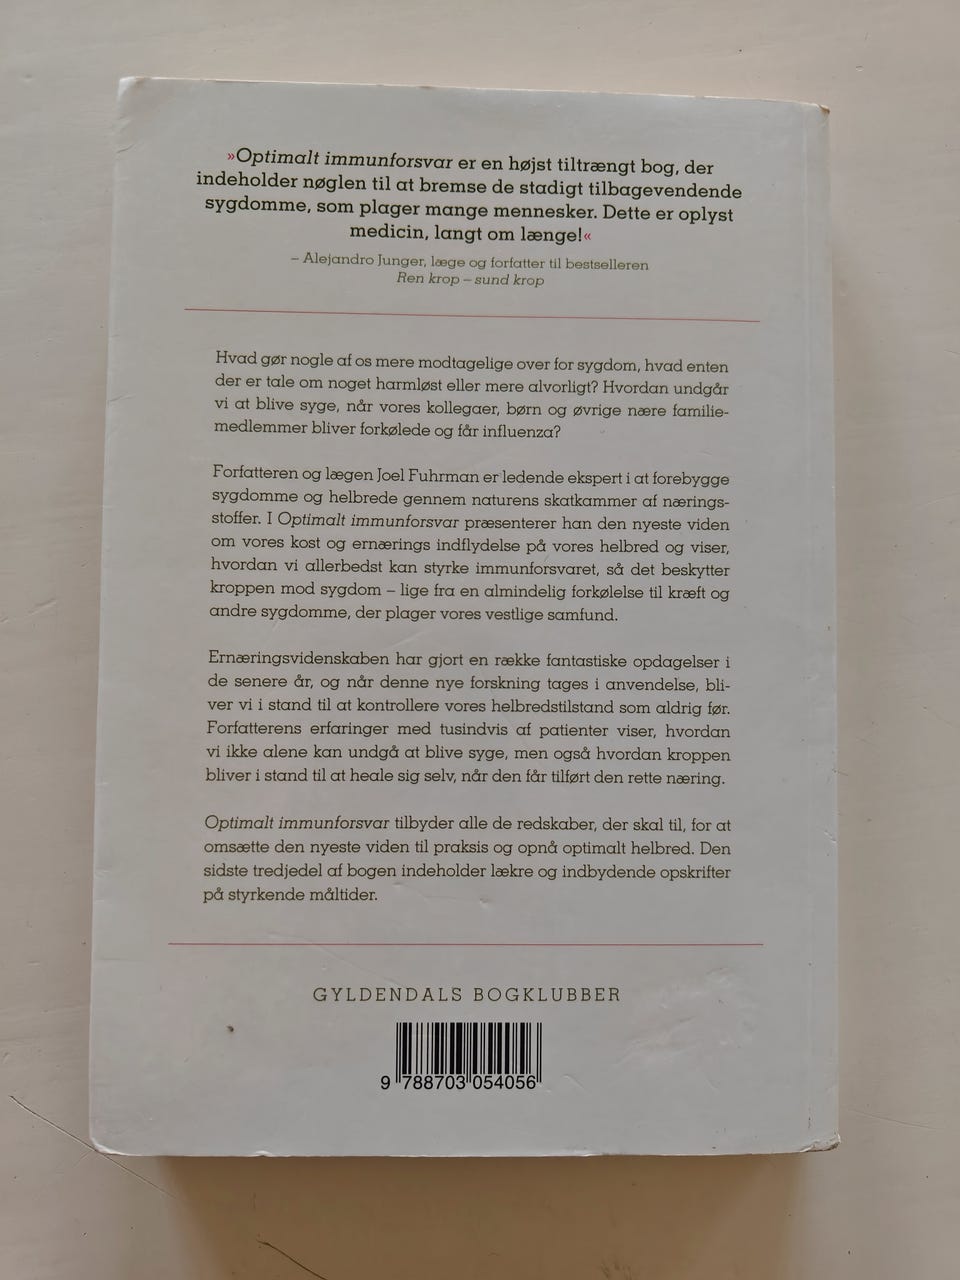 »Optimalt immunforsvar er en højst tiltrængt bog, der
indeholder nøglen til at bremse de stadigt tilbagevendende
sygdomme, som plager mange mennesker. Dette er oplyst
medicin, langt om længe!«
– Alejandro Junger, læge og forfatter til bestselleren
Ren krop – sund krop
Hvad gør nogle af os mere modtagelige over for sygdom, hvad enten
der er tale om noget harmløst eller mere alvorligt? Hvordan undgår
vi at blive syge, når vores kollegaer, børn og øvrige nære familie-
medlemmer bliver forkølede og får influenza?
Forfatteren og lægen Joel Fuhrman er ledende ekspert i at forebygge
sygdomme og helbrede gennem naturens skatkammer af nærings-
stoffer. I Optimalt immunforsvar præsenterer han den nyeste viden
om vores kost og ernærings indflydelse på vores helbred og viser,
hvordan vi allerbedst kan styrke immunforsvaret, så det beskytter
kroppen mod sygdom – lige fra en almindelig forkølelse til kræft og
andre sygdomme, der plager vores vestlige samfund.
Ernæringsvidenskaben har gjort en række fantastiske opdagelser i
de senere år, og når denne nye forskning tages i anvendelse, bli-
ver vi i stand til at kontrollere vores helbredstilstand som aldrig før.
Forfatterens erfaringer med tusindvis af patienter viser, hvordan
vi ikke alene kan undgå at blive syge, men også hvordan kroppen
bliver i stand til at heale sig selv, når den får tilført den rette næring.
Optimalt immunforsvar tilbyder alle de redskaber, der skal til, for at
omsætte den nyeste viden til praksis og opnå optimalt helbred. Den
sidste tredjedel af bogen indeholder lækre og indbydende opskrifter
på styrkende måltider.
GYLDENDALS BOGKLUBBER
9 788703 054056